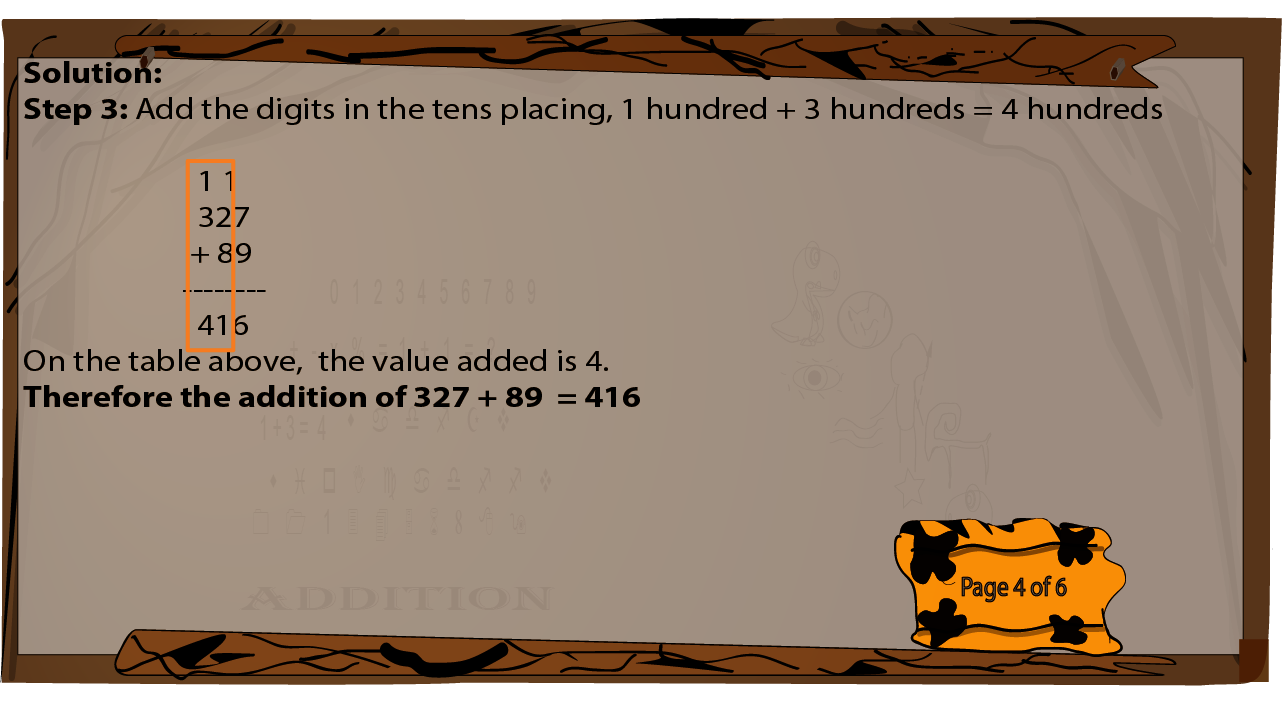 Solution:
Step 3: Add the digits in the tens placing, 1 hundred + 3 hundreds = 4 hundreds
1 1
327
+ 89
--------
416
0 1 2 3 4 5 6 7 8 9
On the table above,  the value added is 4.
Therefore the addition of 327 + 89  = 416
1+3= 4
ADDITION
Page 4 of 6